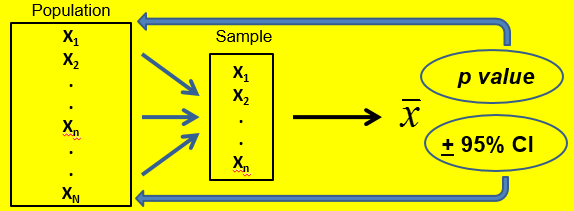 Population
X1
X2
.
.
Xn
.
.
XN
Sample
X1
X2
.
.
Xn
x̅
p value
± 95% CI